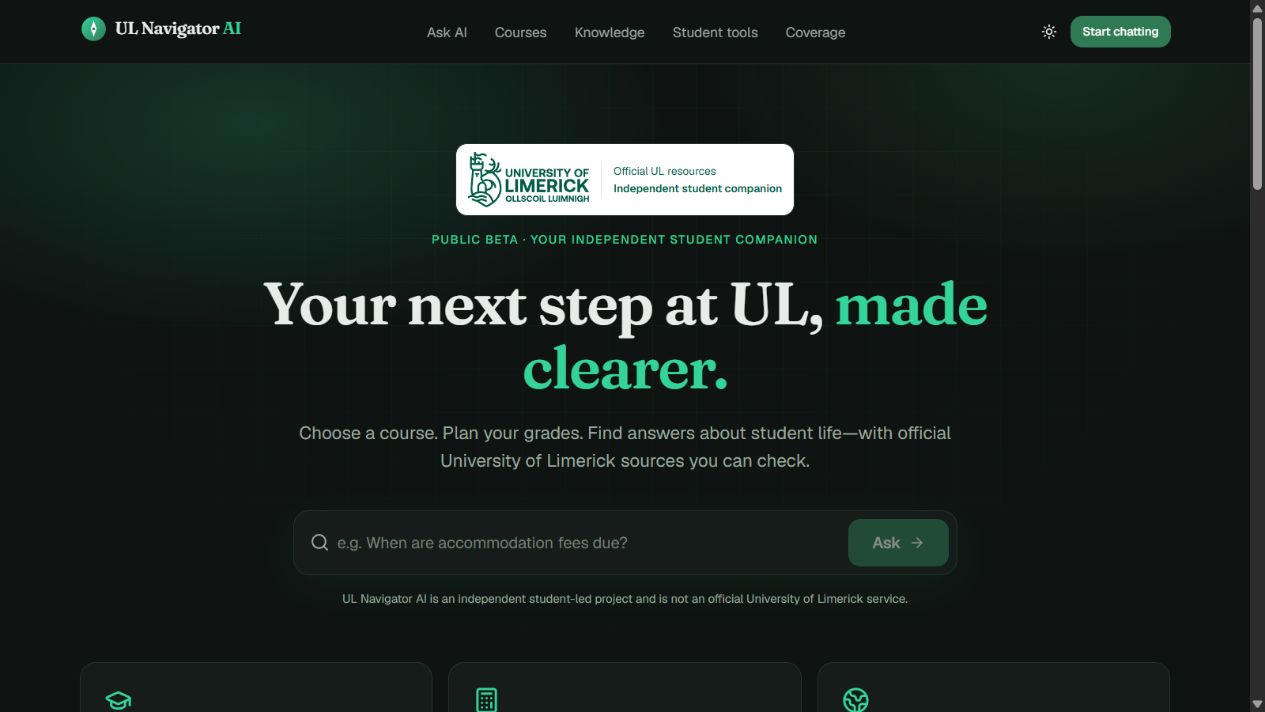 UL Navigator AI
Ask AI
Courses
Knowledge
Student tools
Coverage
Start chatting
UNIVERSITY OF
LIMERICK
OLLSCOIL LUIMNIGH
Official UL resources
Independent student companion
PUBLIC BETA · YOUR INDEPENDENT STUDENT COMPANION
Your next step at UL, made
clearer.
Choose a course. Plan your grades. Find answers about student life—with official
University of Limerick sources you can check.
e.g. When are accommodation fees due?
Ask →
UL Navigator AI is an independent student-led project and is not an official University of Limerick service.